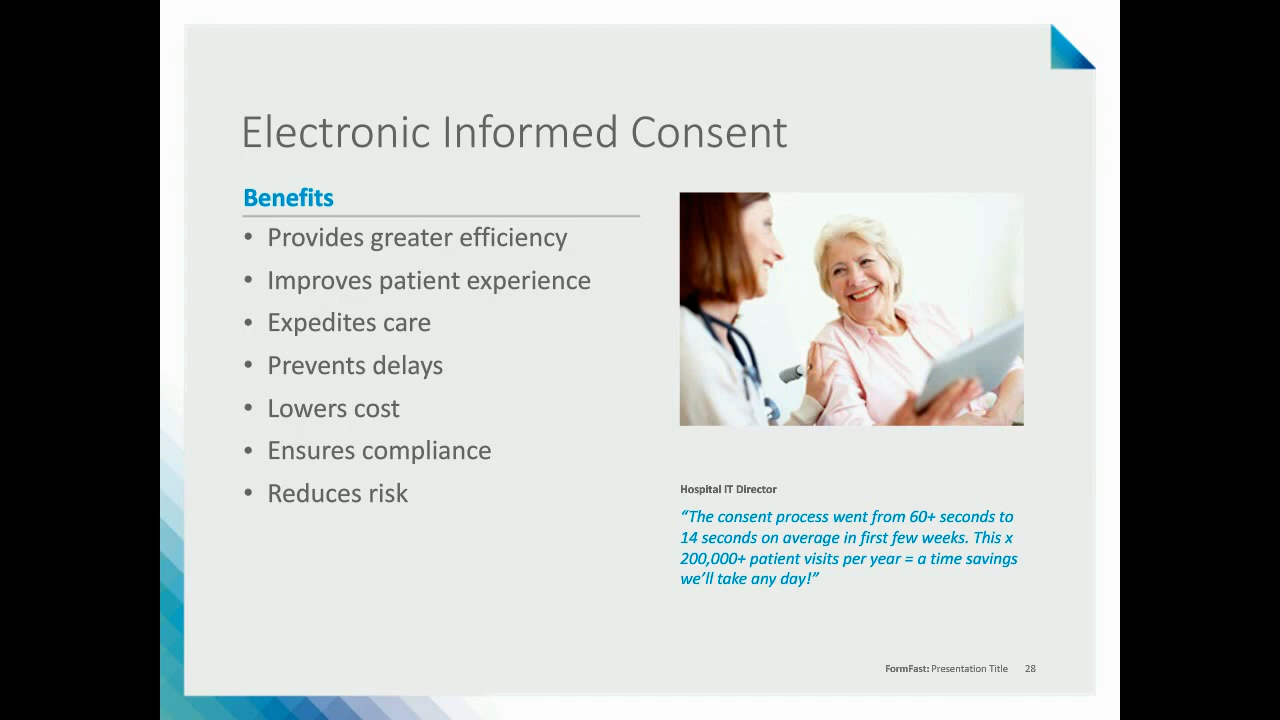 Electronic Informed Consent
Benefits
• Provides greater efficiency
• Improves patient experience
• Expedites care
• Prevents delays
• Lowers cost
• Ensures compliance
• Reduces risk
Hospital IT Director
“The consent process went from 60+ seconds to
14 seconds on average in first few weeks. This x
200,000+ patient visits per year = a time savings
we’ll take any day!”
FormFast: Presentation Title 28